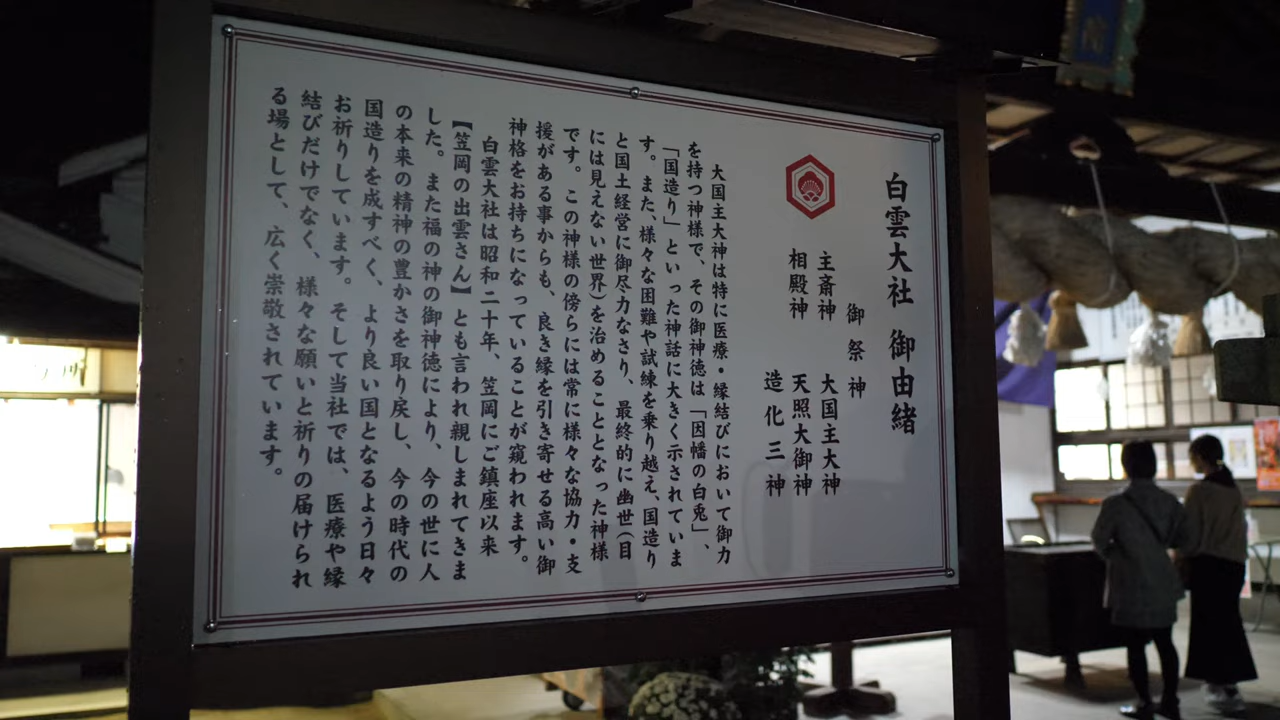 白雲大社 御由緒
御祭神
主斎神 大国主大神
相殿神 天照大御神
造化三神
大国主大神は特に医療・縁結びにおいて御力
を持つ神様で、その御神徳は「因幡の白兎」、
「国造り」といった神話に大きく示されていま
す。また、様々な困難や試練を乗り越え、国造り
と国土経営に御尽力なさり、最終的に幽世(目
には見えない世界)を治めることとなった神様
です。この神様の傍らには常に様々な協力・支
援がある事からも、良き縁を引き寄せる高い御
神格をお持ちになっていることが窺われます。
白雲大社は昭和二十年、笠岡にご鎮座以来
【笠岡の出雲さん】とも言われ親しまれてきま
した。また福の神の御神徳により、今の世に人
の本来の精神の豊かさを取り戻し、今の時代の
国造りを成すべく、より良い国となるよう日々
お祈りしています。そして当社では、医療や縁
結びだけでなく、様々な願いと祈りの届けられ
る場として、広く崇敬されています。